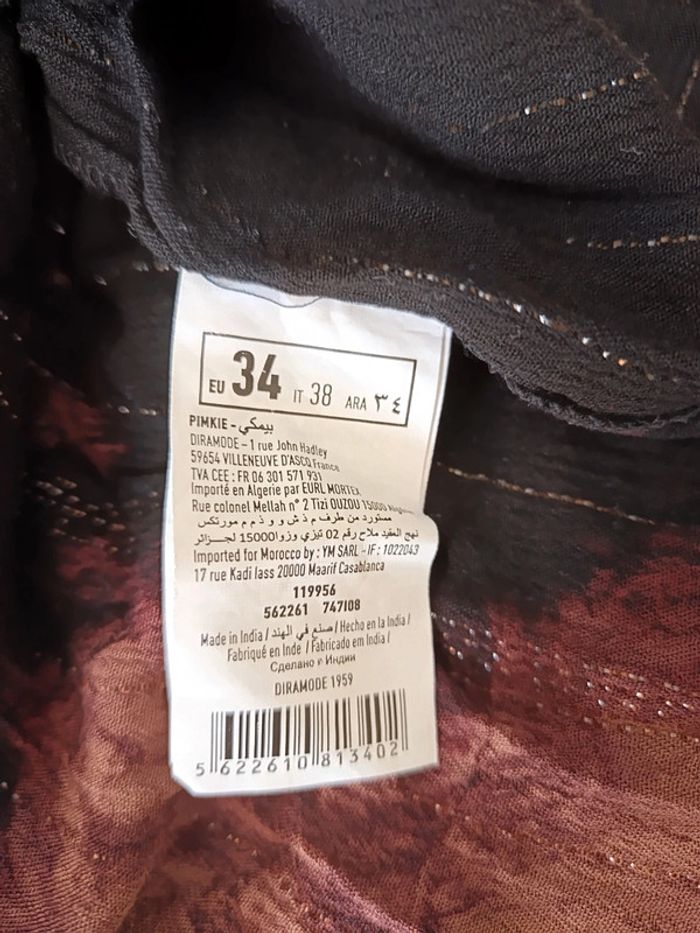 EU 34 IT 38 ARA ٣٤
PIMKIE - بيمكي
DIRAMODE - 1 rue John Hadley
59654 VILLENEUVE D'ASCQ France
TVA CEE : FR 06 301 571 931
Importé en Algerie par EURL MORTEX
Rue colonel Mellah n° 2 Tizi OUZOU 15000
مستورد من طرف م ذ ش و و ذ م م مورتكس
نهج العقيد ملاح رقم 02 تيزي وزو 15000 لجـــزائر
Imported for Morocco by : YM SARL - IF : 1022043
17 rue Kadi Iass 20000 Maarif Casablanca
119956
562261 747108
Made in India / صنع في الهند / Hecho en la India /
Fabriqué en Inde / Fabricado em India /
Сделано и Индии
DIRAMODE 1959
5 622610 813402